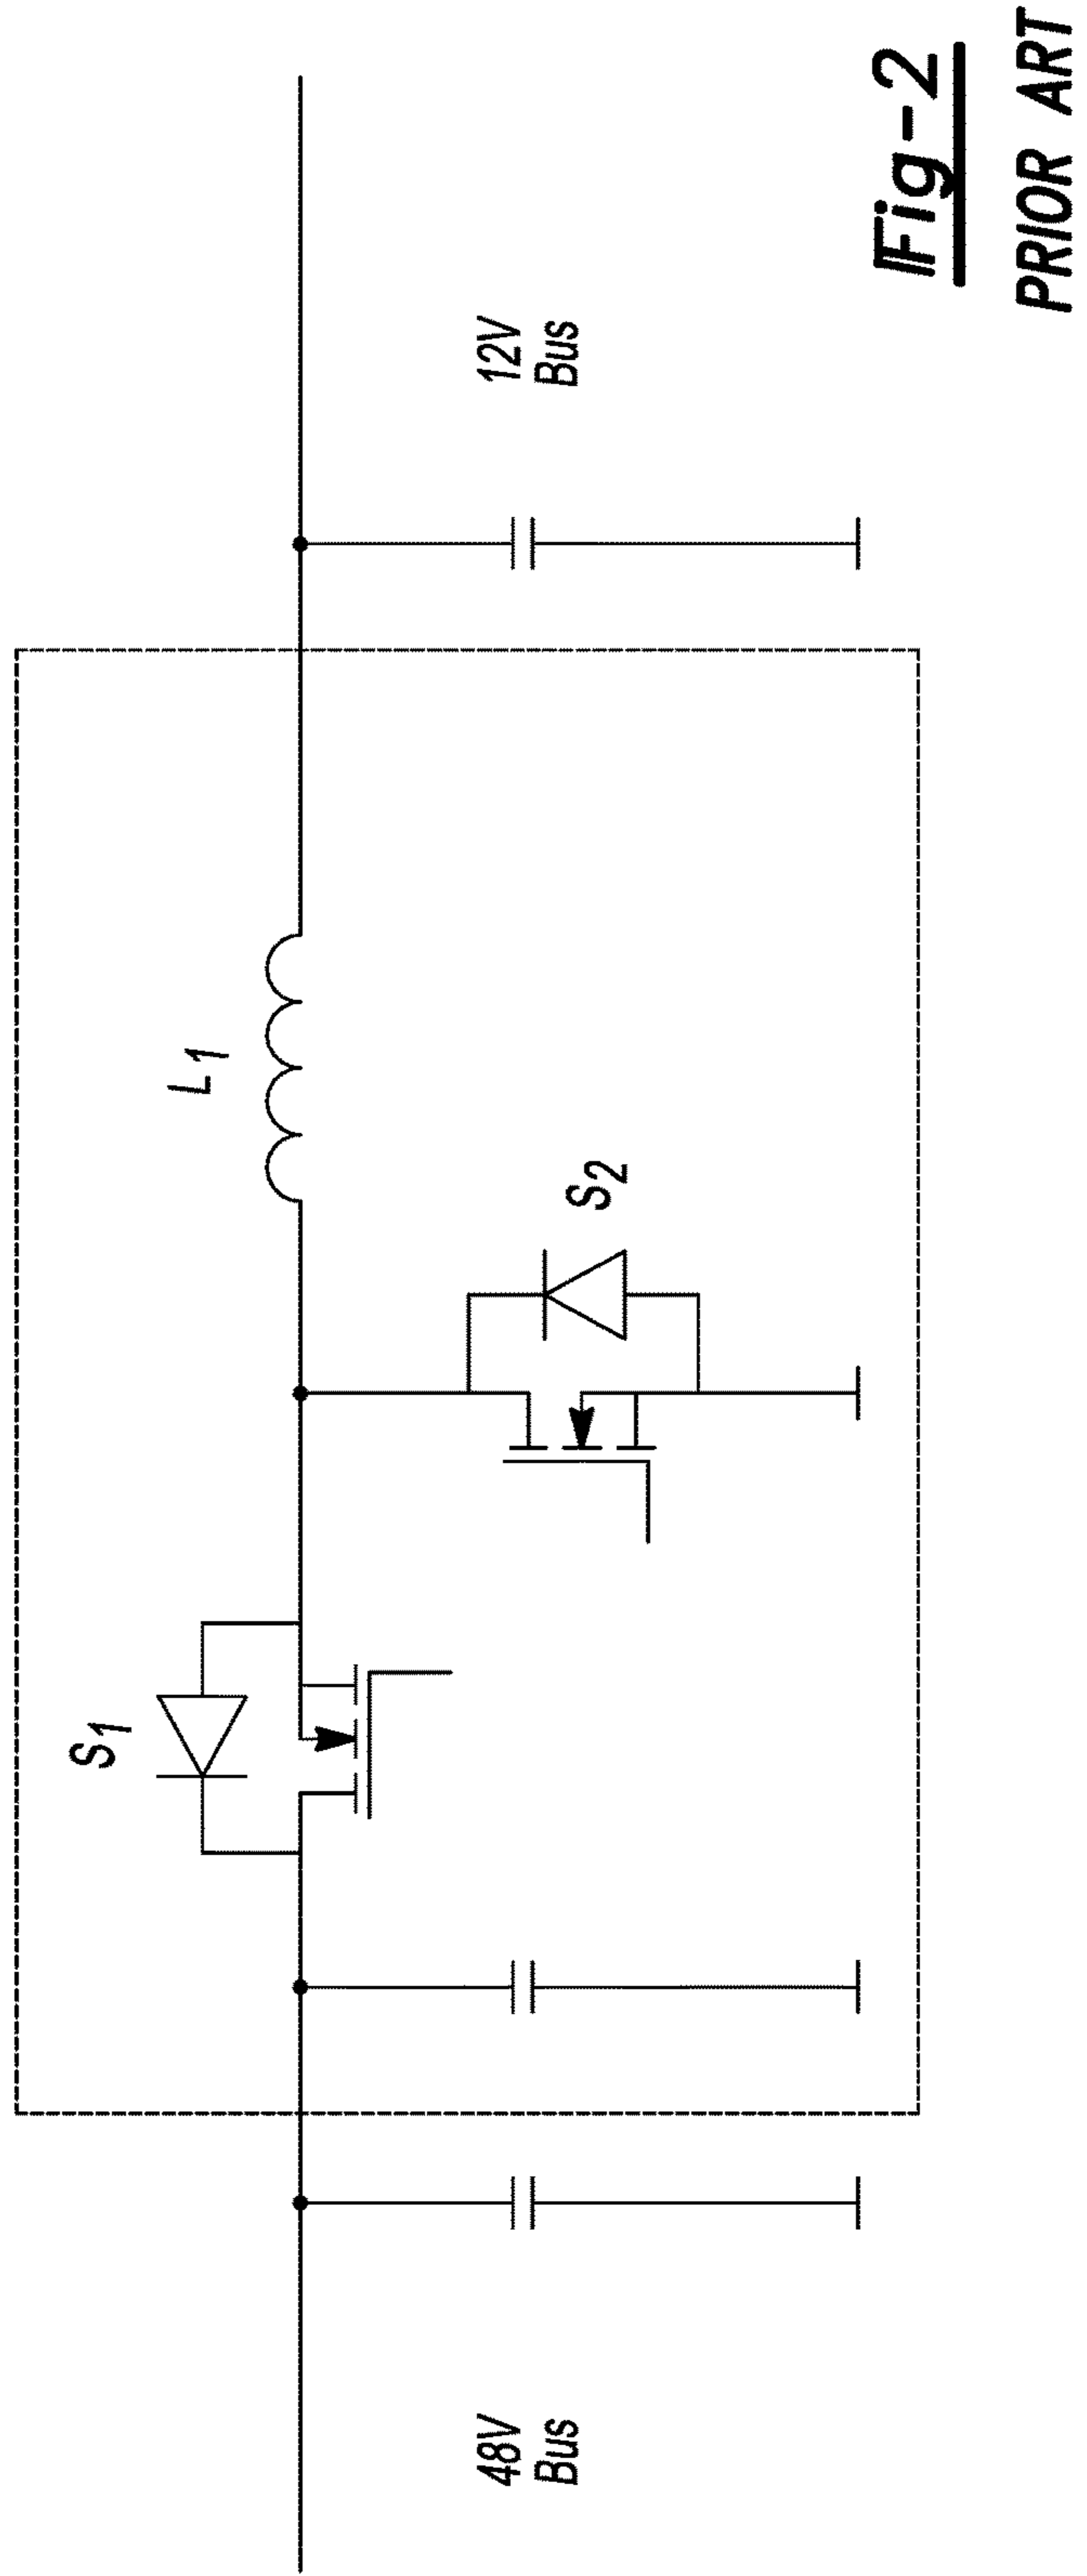 S1
L1
S2
48V
Bus
12V
Bus
Fig-2
PRIOR ART